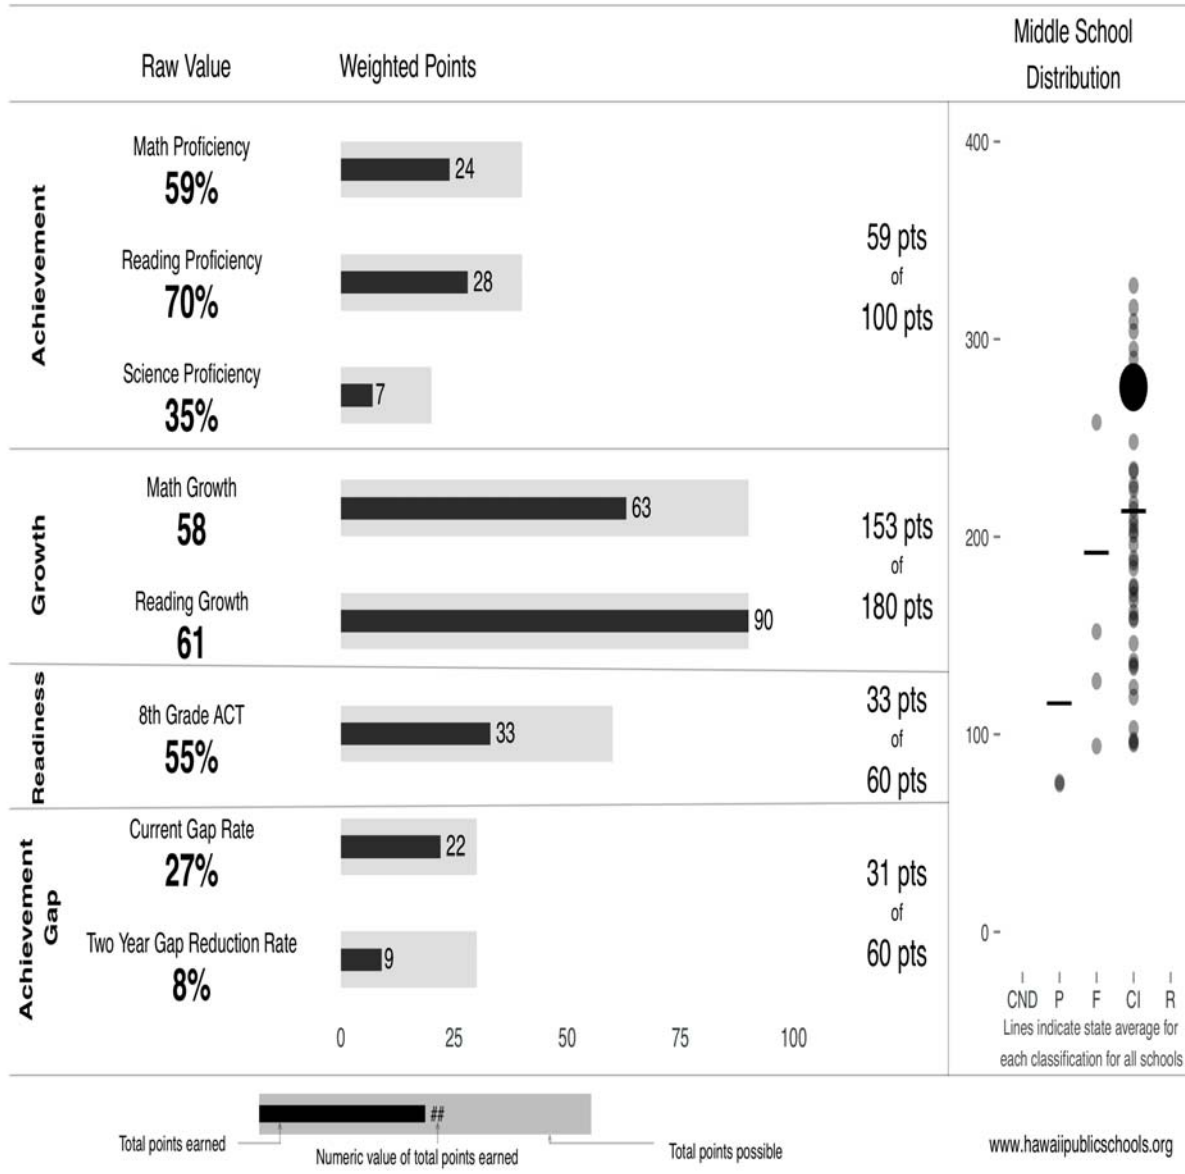 Raw Value
Weighted Points
Middle School
Distribution
Achievement
Math Proficiency
59%
24
Reading Proficiency
70%
28
Science Proficiency
35%
7
59 pts
of
100 pts
Growth
Math Growth
58
63
Reading Growth
61
90
153 pts
of
180 pts
Readiness
8th Grade ACT
55%
33
33 pts
of
60 pts
Achievement
Gap
Current Gap Rate
27%
22
Two Year Gap Reduction Rate
8%
9
31 pts
of
60 pts
0 25 50 75 100
400
300
200
100
0
CND P F CI R
Lines indicate state average for
each classification for all schools
##
Total points earned
Numeric value of total points earned
Total points possible
www.hawaiipublicschools.org